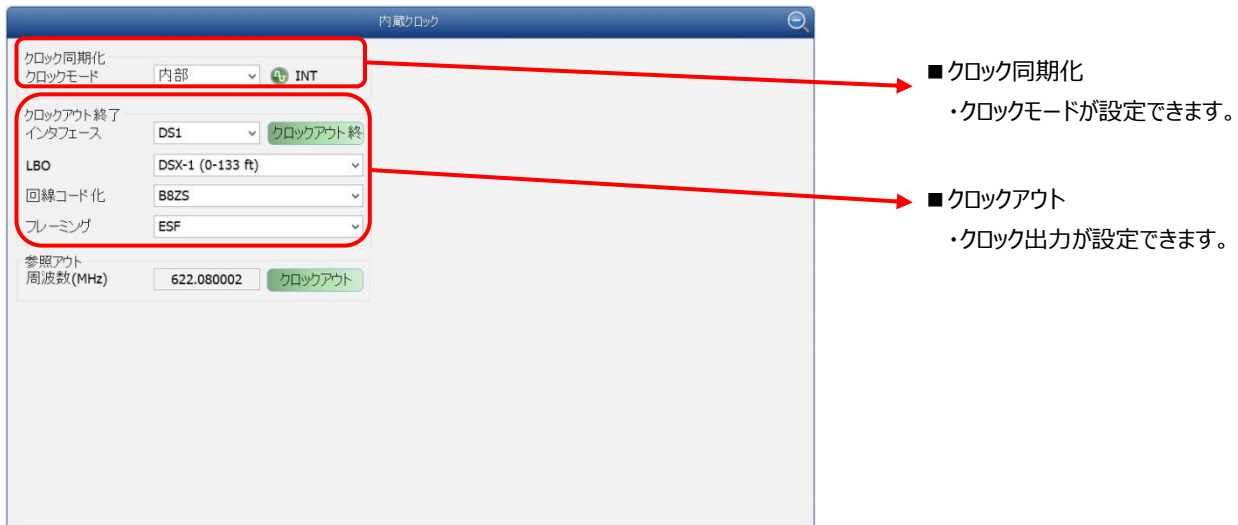 内蔵クロック
クロック同期化
クロックモード 内部 INT
クロックアウト終了
インタフェース DS1 クロックアウト終
LBO DSX-1 (0-133 ft)
回線コード化 B8ZS
フレーミング ESF
参照アウト
周波数(MHz) 622.080002 クロックアウト
■クロック同期化
・クロックモードが設定できます。
■クロックアウト
・クロック出力が設定できます。